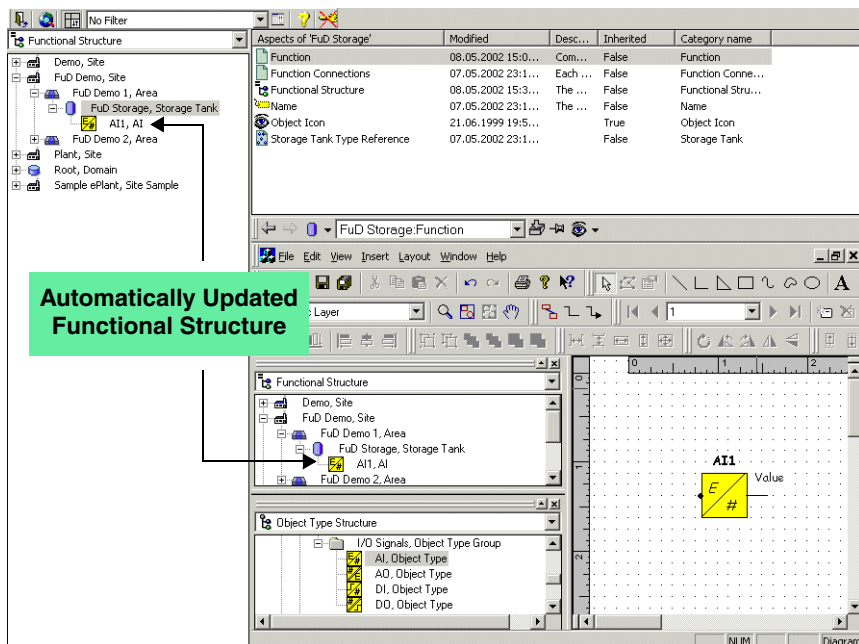 No Filter
Functional Structure
Demo, Site
FuD Demo, Site
FuD Demo 1, Area
FuD Storage, Storage Tank
AI1, AI
FuD Demo 2, Area
Plant, Site
Root, Domain
Sample ePlant, Site Sample
Aspects of 'FuD Storage' Modified Desc... Inherited Category name
Function 08.05.2002 15:0... Com... False Function
Function Connections 07.05.2002 23:1... Each ... False Function Conne...
Functional Structure 08.05.2002 15:3... The ... False Functional Stru...
Name 07.05.2002 23:1... The ... False Name
Object Icon 21.06.1999 19:5... True Object Icon
Storage Tank Type Reference 07.05.2002 23:1... False Storage Tank
FuD Storage:Function
File Edit View Insert Layout Window Help
A
Automatically Updated
Functional Structure
Layer
1
Functional Structure
Demo, Site
FuD Demo, Site
FuD Demo 1, Area
FuD Storage, Storage Tank
AI1, AI
FuD Demo 2, Area
Object Type Structure
I/O Signals, Object Type Group
AI, Object Type
AO, Object Type
DI, Object Type
DO, Object Type
0 1 2
0
1
2
AI1
Value
E
#
NUM Diagram